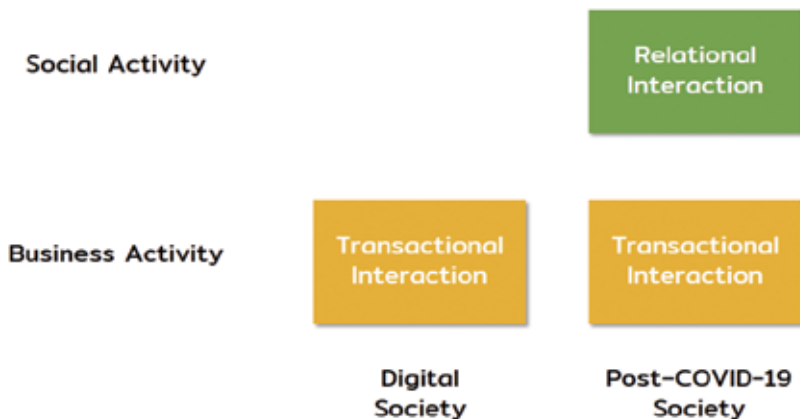 Social Activity
Relational
Interaction
Business Activity
Transactional
Interaction
Transactional
Interaction
Digital
Society
Post-COVID-19
Society